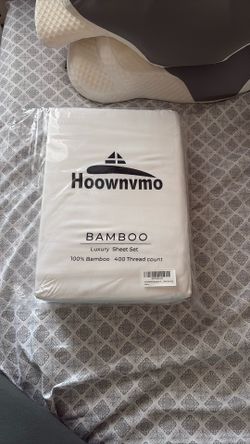 Hoownvmo
BAMBOO
Luxury Sheet Set
100% Bamboo 400 Thread count